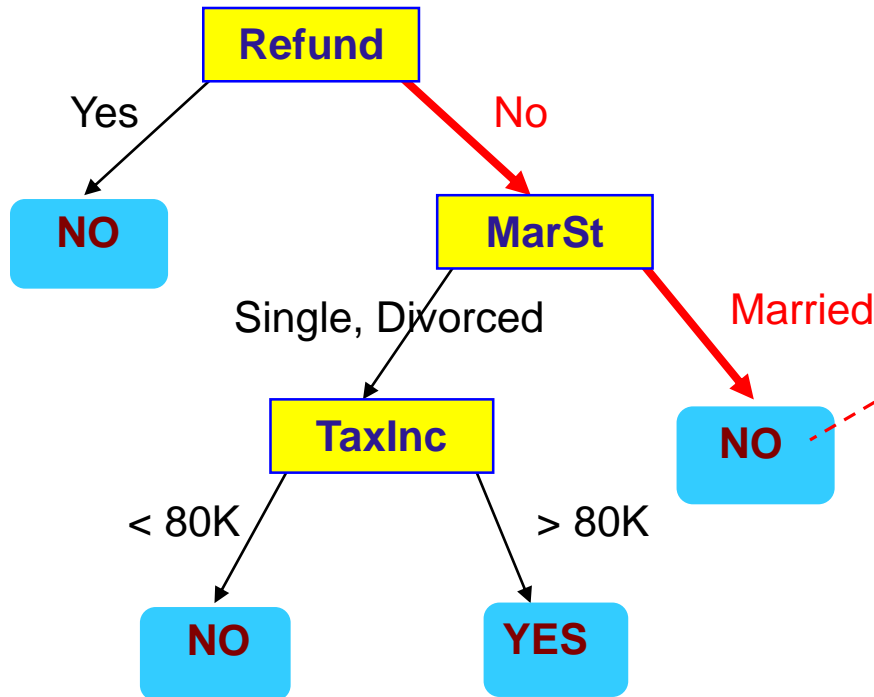 Refund
Yes
No
NO
MarSt
Single, Divorced
Married
TaxInc
NO
< 80K
> 80K
NO
YES